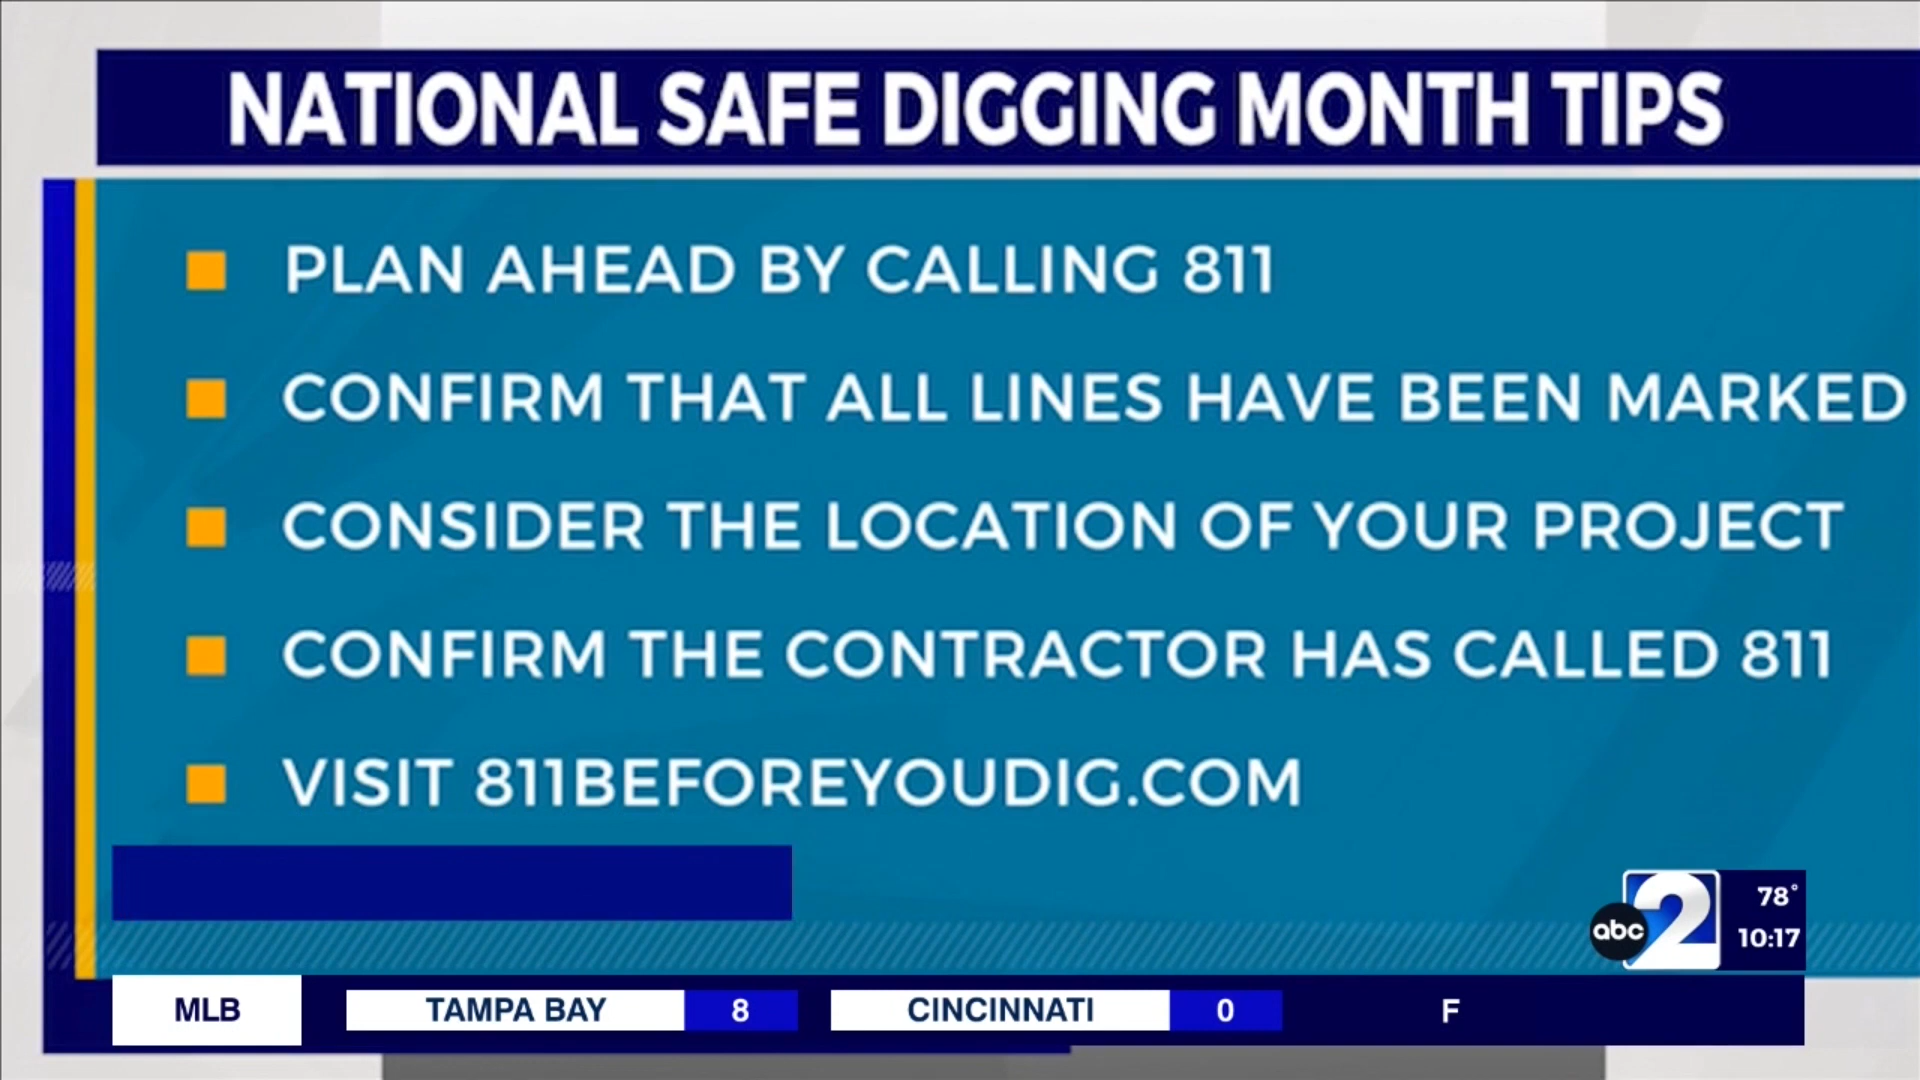 NATIONAL SAFE DIGGING MONTH TIPS
PLAN AHEAD BY CALLING 811
CONFIRM THAT ALL LINES HAVE BEEN MARKED
CONSIDER THE LOCATION OF YOUR PROJECT
CONFIRM THE CONTRACTOR HAS CALLED 811
VISIT 811BEFOREYOUDIG.COM
abc 2
78°
10:17
MLB TAMPA BAY 8 CINCINNATI 0 F